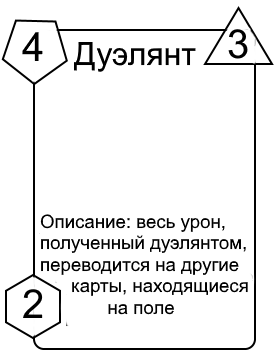 4 Дуэлянт 3
Описание: весь урон,
полученный дуэлянтом,
переводится на другие
карты, находящиеся
на поле
2